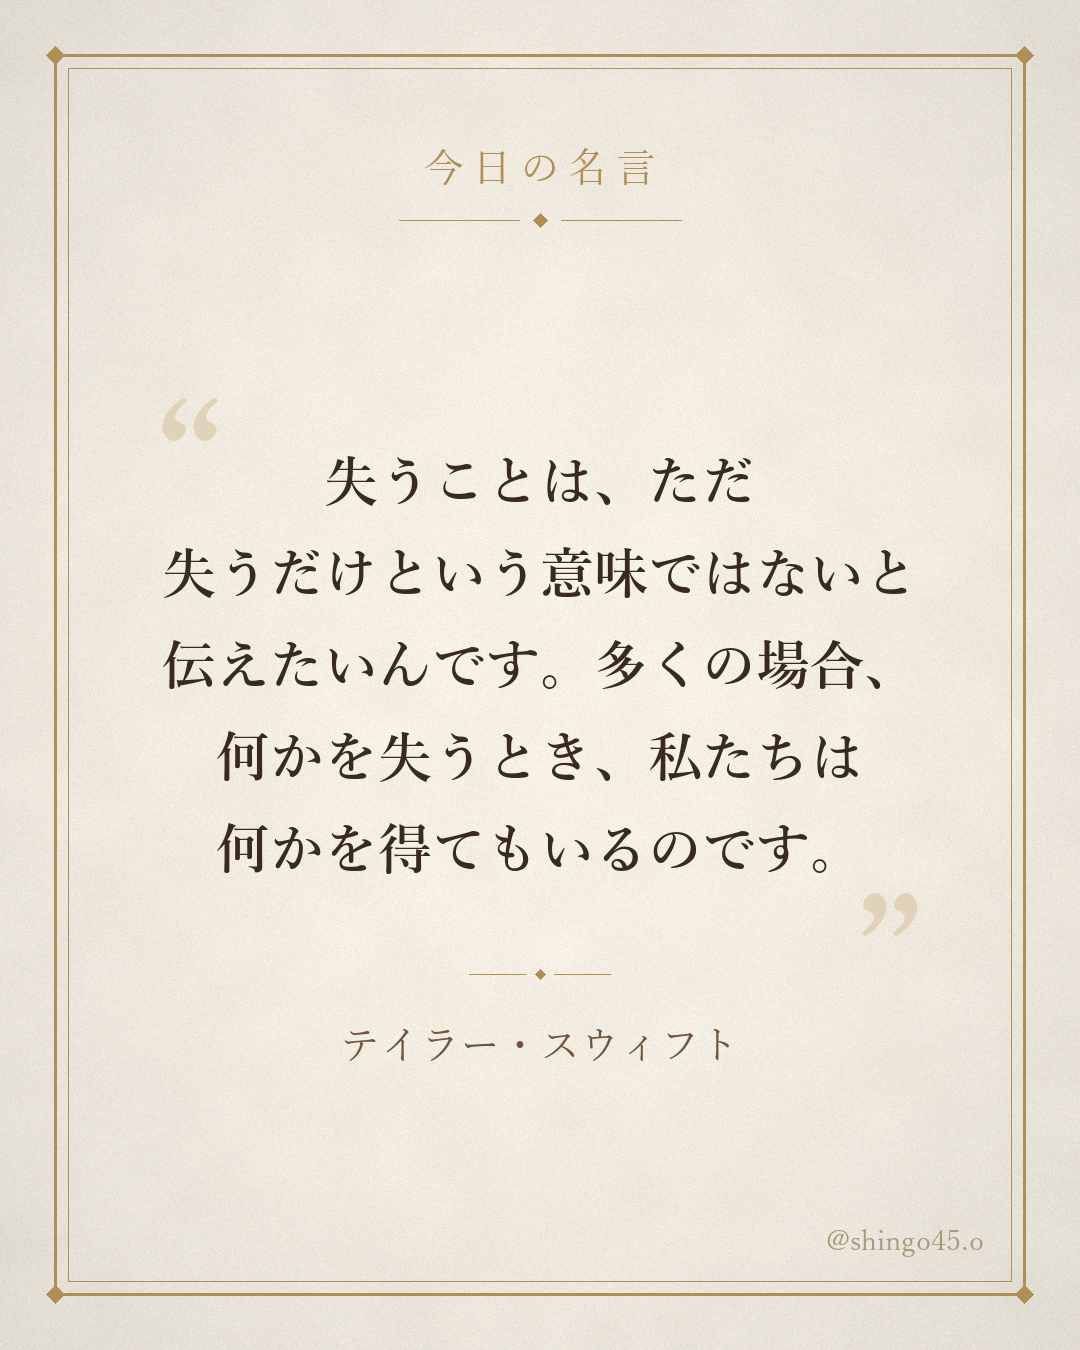 今日の名言
“
失うことは、ただ
失うだけという意味ではないと
伝えたいんです。多くの場合、
何かを失うとき、私たちは
何かを得てもいるのです。
”
テイラー・スウィフト
@shingo45.o